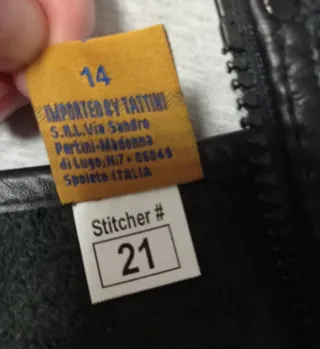 14
IMPORTED BY TATTINI
S.R.L. Via Sandro
Pertini-Madonna
di Lugo, N.7 - 06049
Spoleto ITALIA
Stitcher #
21